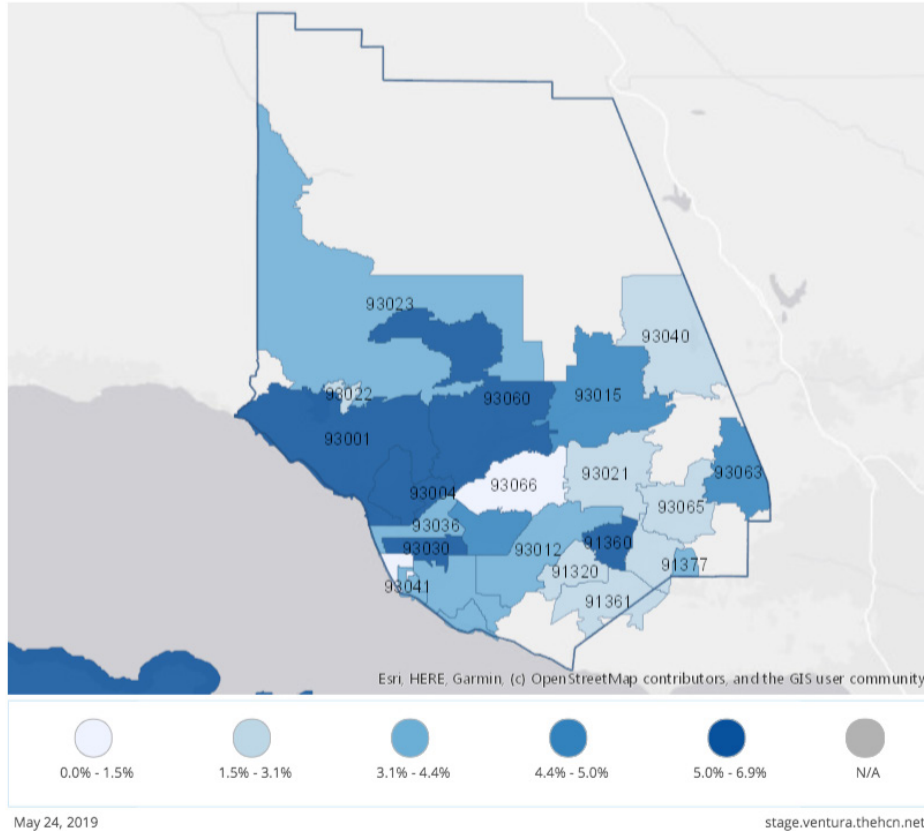 93023
93040
93022
93060
93015
93001
93021
93063
93004
93066
93065
93036
93030
93012
91360
91320
91377
93041
91361
Esri, HERE, Garmin, (c) OpenStreetMap contributors, and the GIS user community
0.0% - 1.5%
1.5% - 3.1%
3.1% - 4.4%
4.4% - 5.0%
5.0% - 6.9%
N/A
May 24, 2019
stage.ventura.thehcn.net